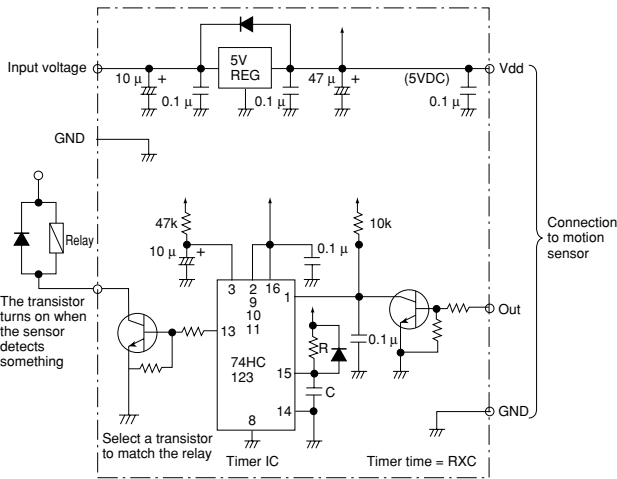 Input voltage
10 μ +
0.1 μ
5V
REG
0.1 μ
47 μ +
(5VDC)
0.1 μ
Vdd
GND
Relay
The transistor
turns on when
the sensor
detects
something
47k
10 μ +
0.1 μ
10k
3 2 16
9
10
11
1
13
74HC
123
15
14
8
R
C
0.1 μ
Out
GND
Connection
to motion
sensor
Select a transistor
to match the relay
Timer IC
Timer time = RXC